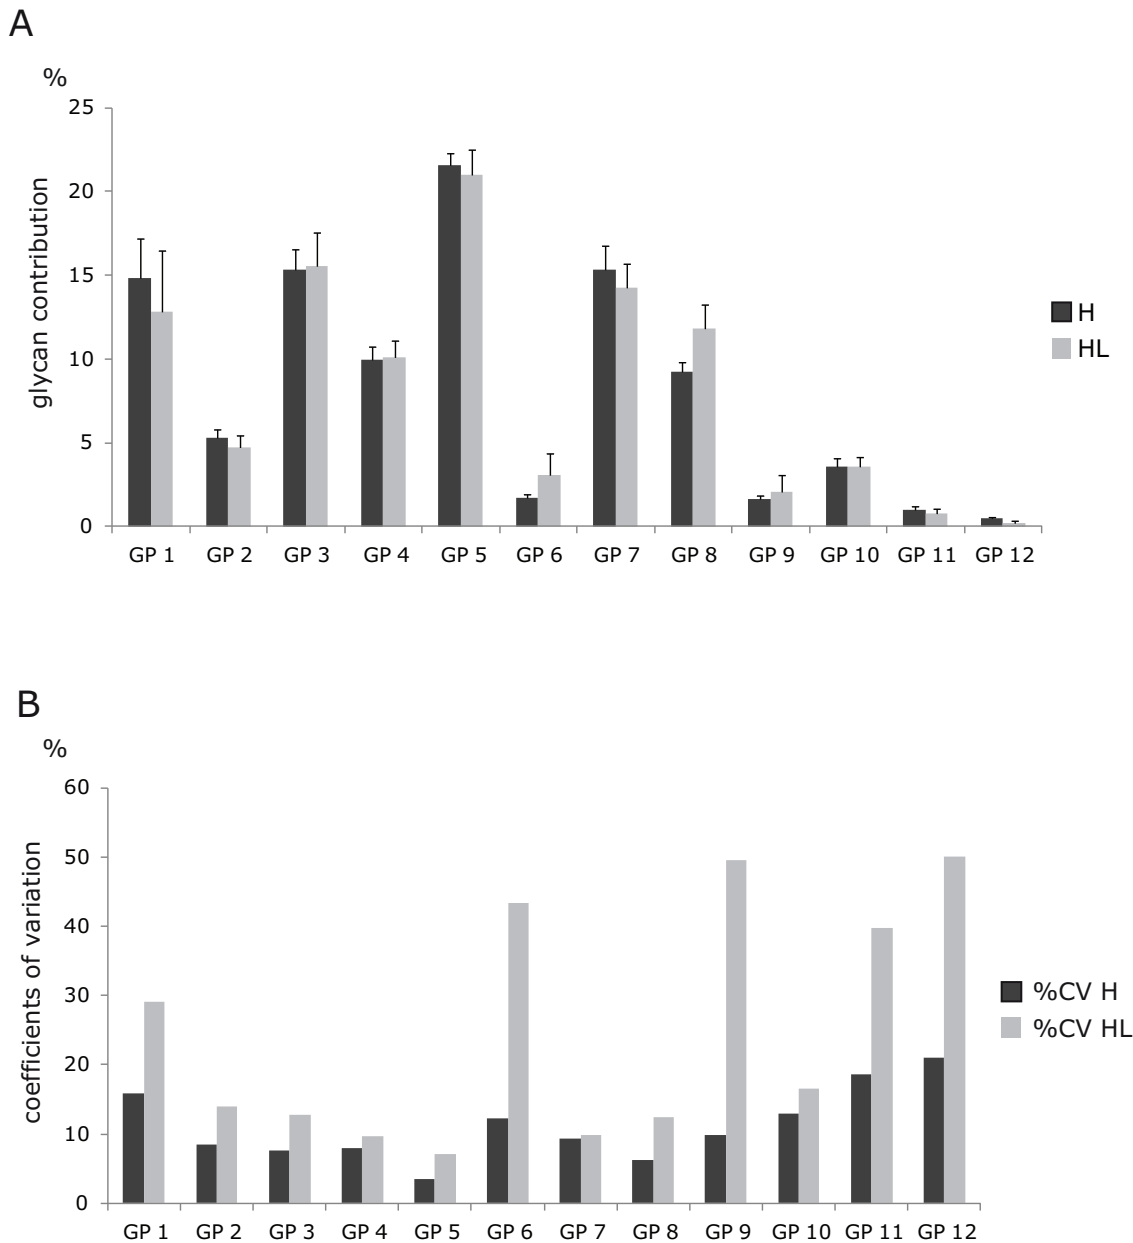 A
%
25
20
15
10
5
0
glycan contribution
GP 1 GP 2 GP 3 GP 4 GP 5 GP 6 GP 7 GP 8 GP 9 GP 10 GP 11 GP 12
H
HL
B
%
60
50
40
30
20
10
0
coefficients of variation
GP 1 GP 2 GP 3 GP 4 GP 5 GP 6 GP 7 GP 8 GP 9 GP 10 GP 11 GP 12
%CV H
%CV HL